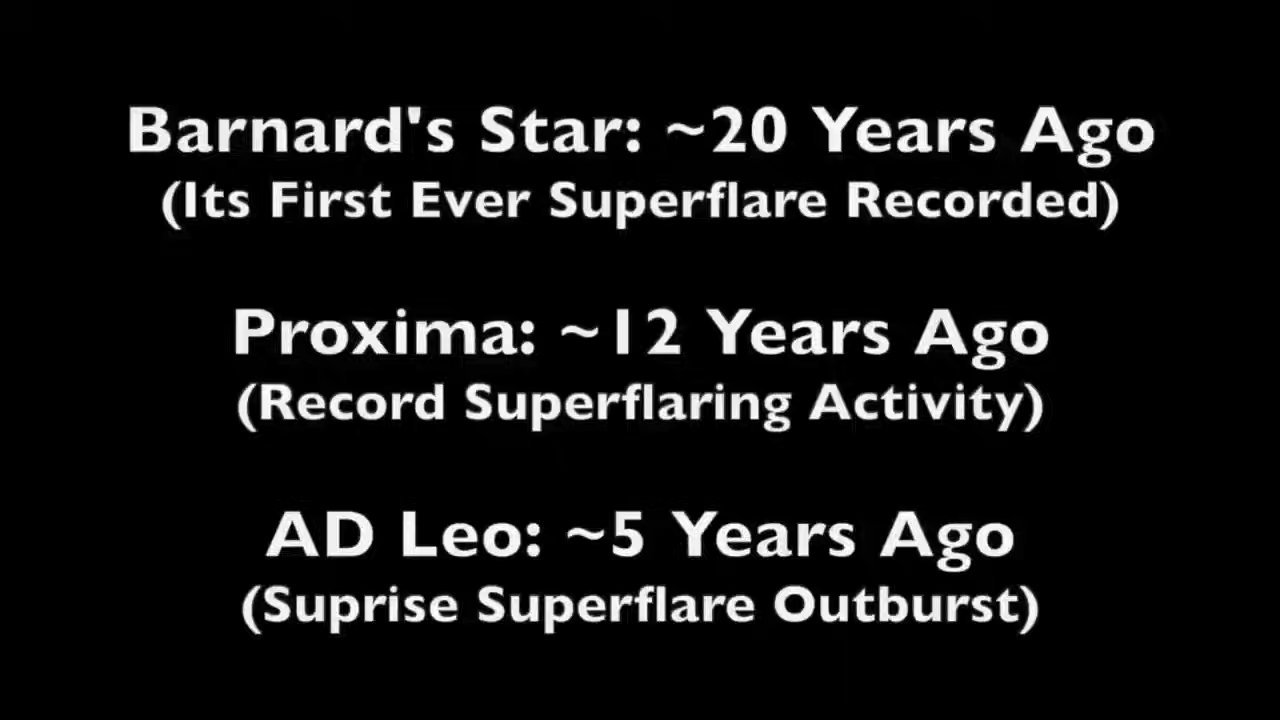 Barnard's Star: ~20 Years Ago
(Its First Ever Superflare Recorded)
Proxima: ~12 Years Ago
(Record Superflaring Activity)
AD Leo: ~5 Years Ago
(Suprise Superflare Outburst)